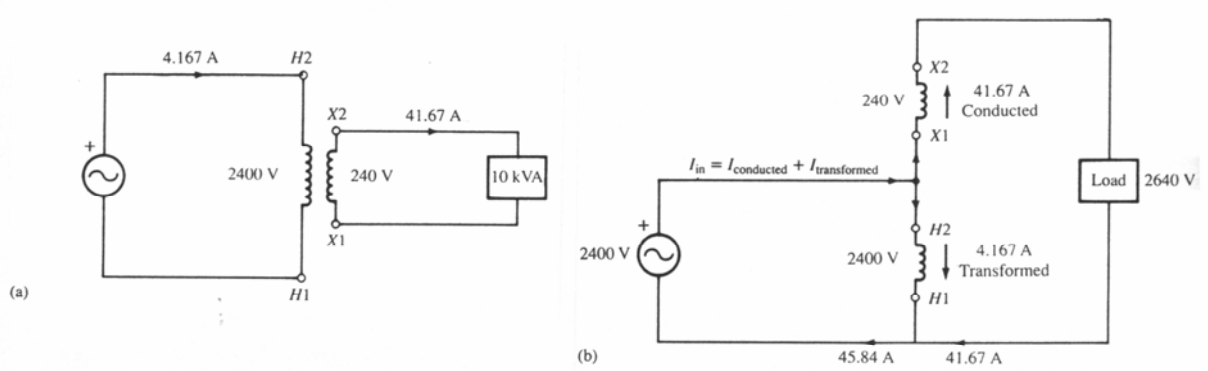 4.167 A
H2
X2
41.67 A
+
2400 V
240 V
10 kVA
X1
H1
(a)
X2
240 V
41.67 A
Conducted
X1
I_in = I_conducted + I_transformed
Load
2640 V
+
2400 V
H2
2400 V
4.167 A
Transformed
H1
45.84 A
41.67 A
(b)